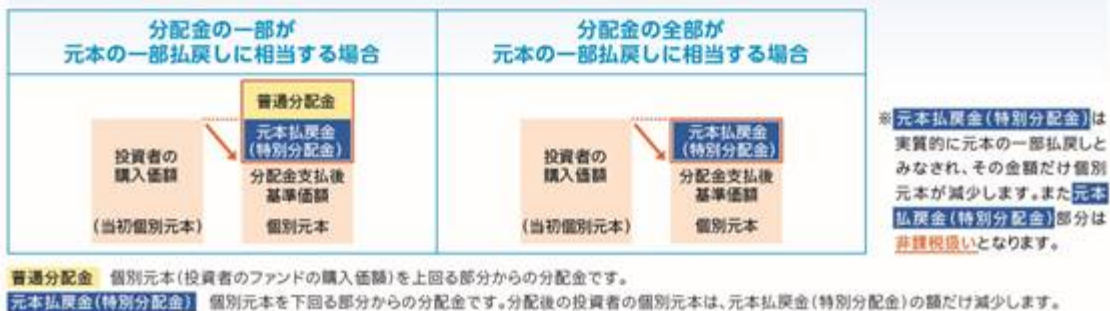 分配金の一部が
元本の一部払戻しに相当する場合
普通分配金
元本払戻金
(特別分配金)
投資者の
購入価額
(当初個別元本)
分配金支払後
基準価額
個別元本
分配金の全部が
元本の一部払戻しに相当する場合
元本払戻金
(特別分配金)
投資者の
購入価額
(当初個別元本)
分配金支払後
基準価額
個別元本
※元本払戻金(特別分配金)は
実質的に元本の一部払戻しと
みなされ、その金額だけ個別
元本が減少します。また元本
払戻金(特別分配金)部分は
非課税扱いとなります。
普通分配金 個別元本(投資者のファンドの購入価額)を上回る部分からの分配金です。
元本払戻金(特別分配金) 個別元本を下回る部分からの分配金です。分配後の投資者の個別元本は、元本払戻金(特別分配金)の額だけ減少します。